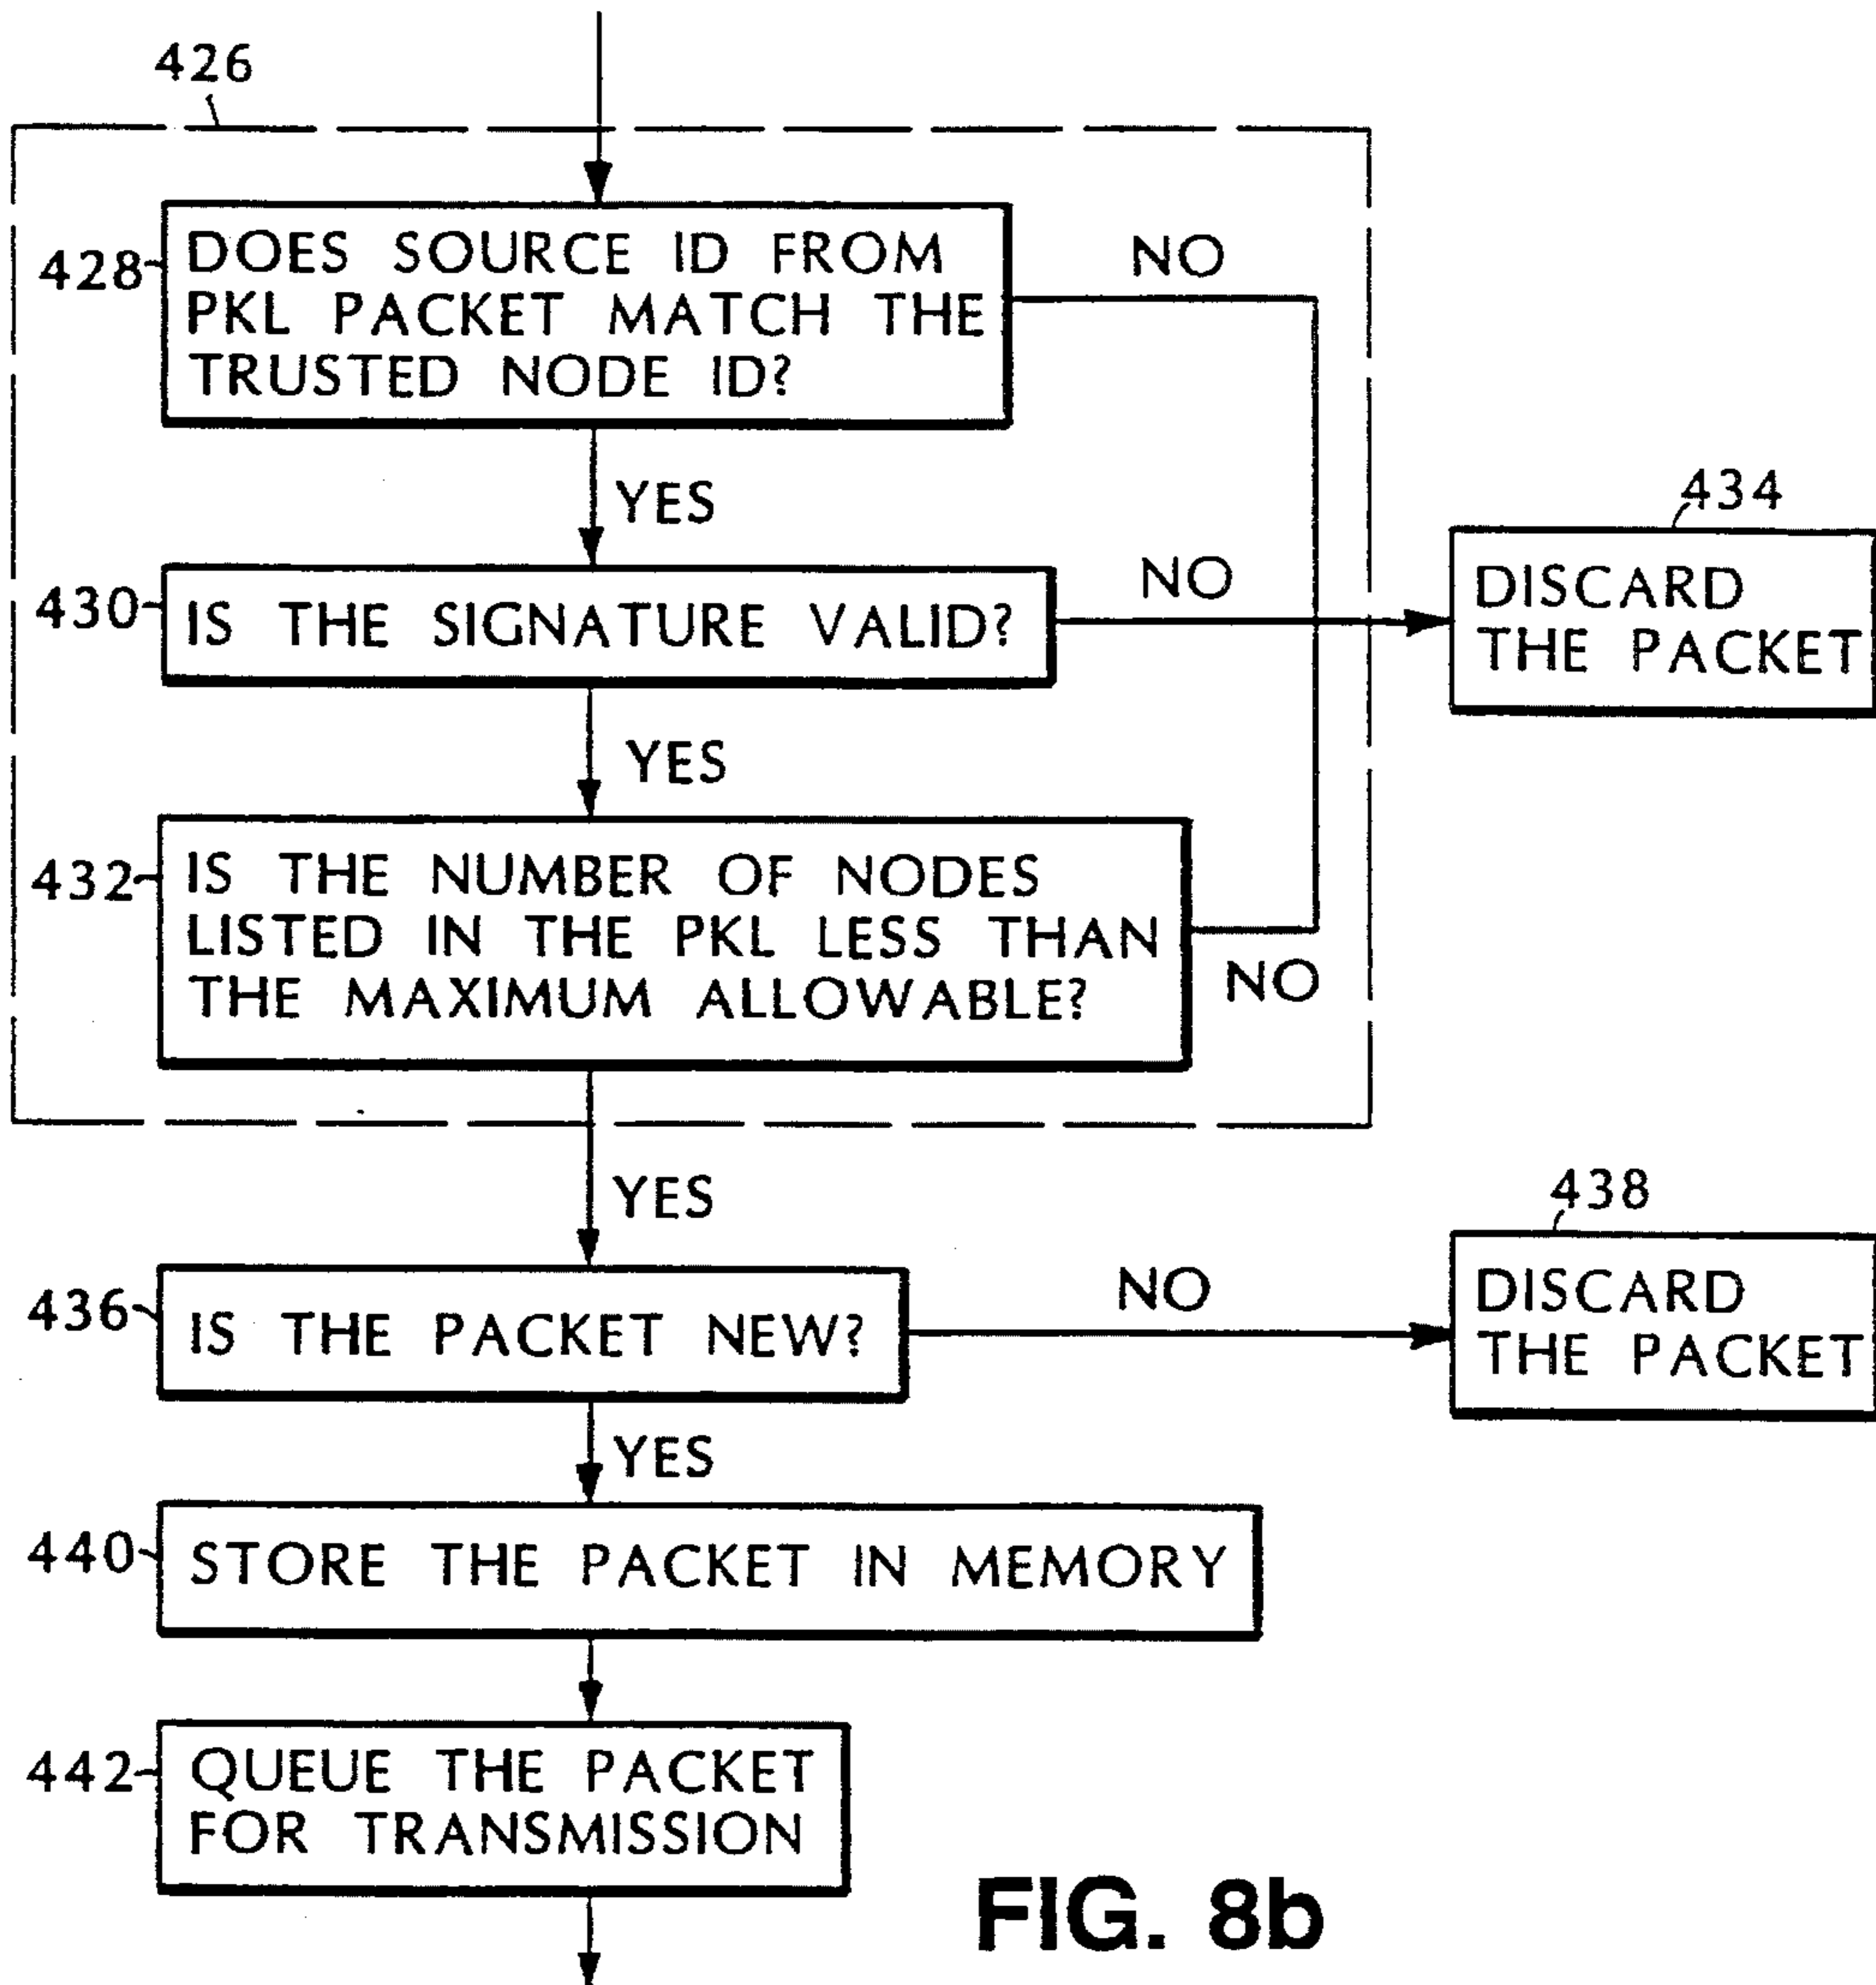 426
428
DOES SOURCE ID FROM
PKL PACKET MATCH THE
TRUSTED NODE ID?
NO
YES
430
IS THE SIGNATURE VALID?
NO
434
DISCARD
THE PACKET
YES
432
IS THE NUMBER OF NODES
LISTED IN THE PKL LESS THAN
THE MAXIMUM ALLOWABLE?
NO
YES
436
IS THE PACKET NEW?
NO
438
DISCARD
THE PACKET
YES
440
STORE THE PACKET IN MEMORY
442
QUEUE THE PACKET
FOR TRANSMISSION
FIG. 8b